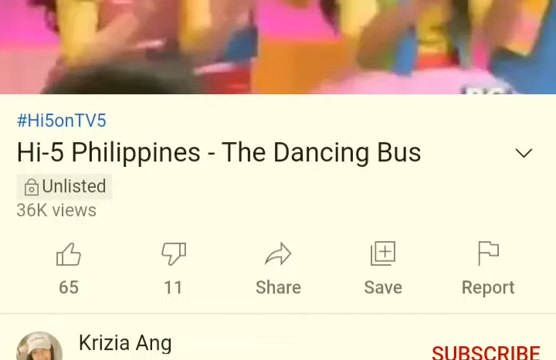 #Hi5onTV5
Hi-5 Philippines - The Dancing Bus
Unlisted
36K views
65
11
Share
Save
Report
Krizia Ang
SUBSCRIBE